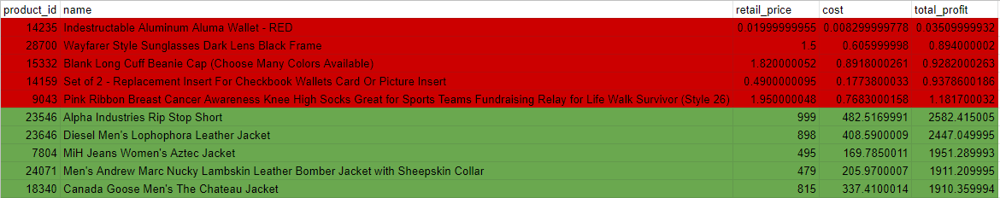 product_id name retail_price cost total_profit
14235 Indestructable Aluminum Aluma Wallet - RED 0.01999999955 0.008299999778 0.03509999932
28700 Wayfarer Style Sunglasses Dark Lens Black Frame 1.5 0.605999998 0.894000002
15332 Blank Long Cuff Beanie Cap (Choose Many Colors Available) 1.820000052 0.8918000261 0.9282000263
14159 Set of 2 - Replacement Insert For Checkbook Wallets Card Or Picture Insert 0.4900000095 0.1773800033 0.9378600186
9043 Pink Ribbon Breast Cancer Awareness Knee High Socks Great for Sports Teams Fundraising Relay for Life Walk Survivor (Style 26) 1.950000048 0.7683000158 1.181700032
23546 Alpha Industries Rip Stop Short 999 482.5169991 2582.415005
23646 Diesel Men's Lophophora Leather Jacket 898 408.5900009 2447.049995
7804 MiH Jeans Women's Aztec Jacket 495 169.7850011 1951.289993
24071 Men's Andrew Marc Nucky Lambskin Leather Bomber Jacket with Sheepskin Collar 479 205.9700007 1911.209995
18340 Canada Goose Men's The Chateau Jacket 815 337.4100014 1910.359994